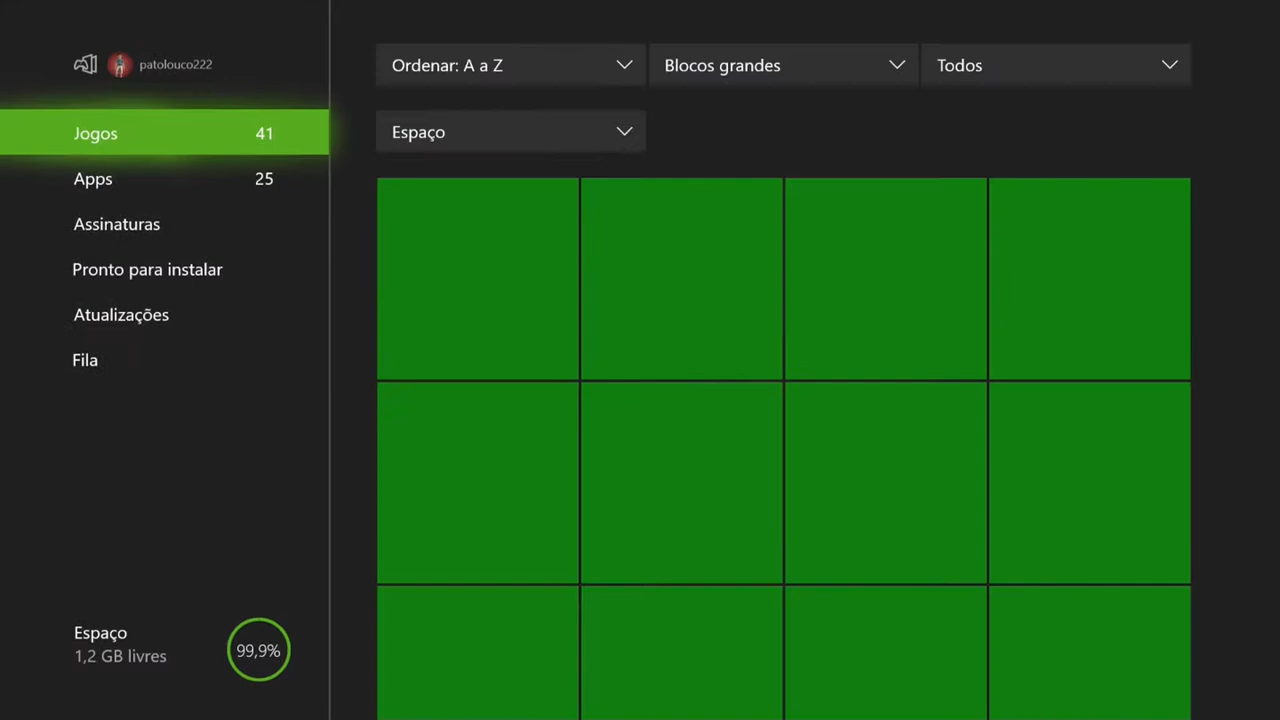 patolouco222
Jogos 41
Apps 25
Assinaturas
Pronto para instalar
Atualizações
Fila
Espaço
1,2 GB livres
99,9%
Ordenar: A a Z
Blocos grandes
Todos
Espaço